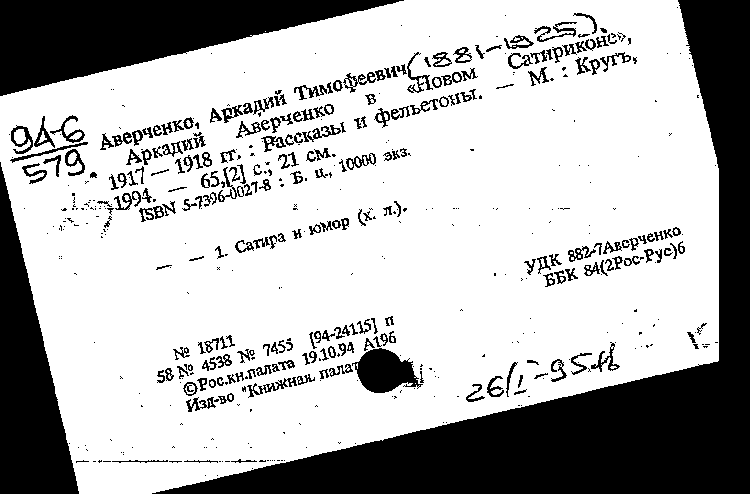 94-6
579.
Аверченко, Аркадий Тимофеевич (1881-1925).
Аркадий Аверченко в «Новом Сатириконе»,
1917 — 1918 гг. : Рассказы и фельетоны. — М. : Кругъ,
1994. — 65,[2] с.; 21 см.
ISBN 5-7396-0027-8 : Б. ц., 10000 экз.
— — 1. Сатира и юмор (х. л.).
УДК 882-7Аверченко
ББК 84(2Рос-Рус)6
№ 18711
58 № 4538 № 7455 [94-24115] п
©Рос.кн.палата 19.10.94 А196
Изд-во "Книжная палат
26/I-95